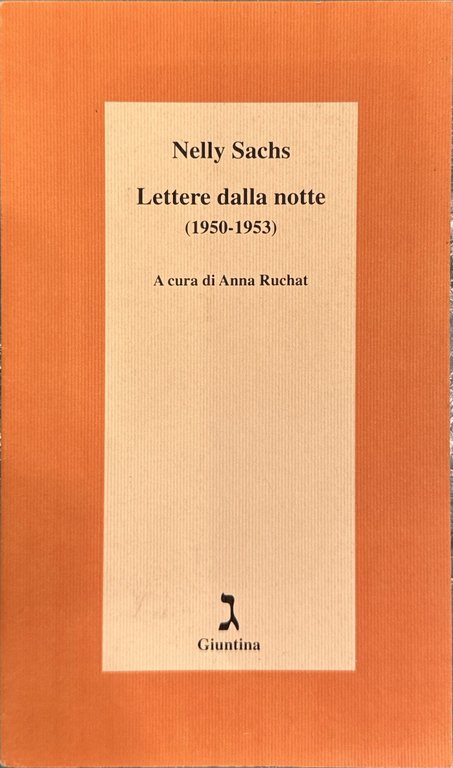 Nelly Sachs
Lettere dalla notte
(1950-1953)
A cura di Anna Ruchat
ג
Giuntina